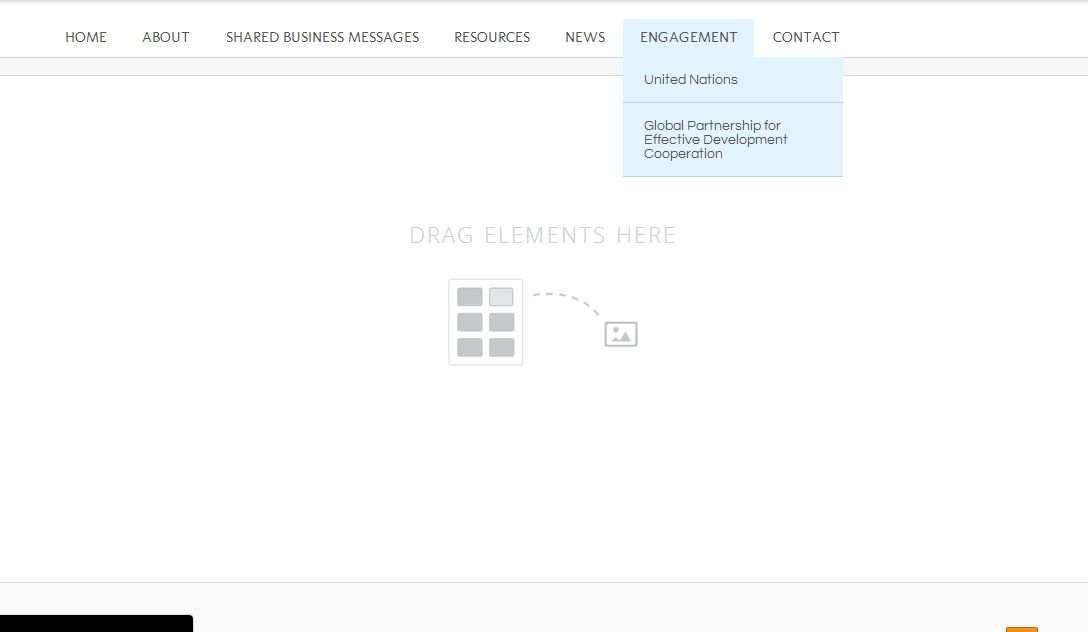 HOME ABOUT SHARED BUSINESS MESSAGES RESOURCES NEWS ENGAGEMENT CONTACT
United Nations
Global Partnership for
Effective Development
Cooperation
DRAG ELEMENTS HERE